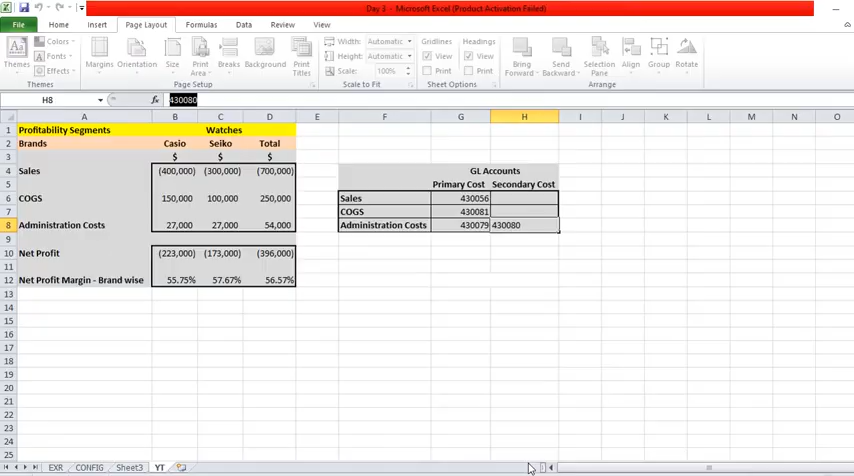 Day 3 - Microsoft Excel (Product Activation Failed)
File Home Insert Page Layout Formulas Data Review View
Themes Colors Fonts Effects Margins Orientation Size Print Area Breaks Background Print Titles Width: Automatic Height: Automatic Scale: 100% Gridlines View Print Headings View Print Bring Forward Send Backward Selection Pane Align Group Rotate
Themes Page Setup Scale to Fit Sheet Options Arrange
H8 fx 430080
A B C D E F G H I J K L M N O
1 Profitability Segments Watches
2 Brands Casio Seiko Total
3 $ $ $
4 Sales (400,000) (300,000) (700,000) GL Accounts
5 Primary Cost Secondary Cost
6 COGS 150,000 100,000 250,000 Sales 430056
7 COGS 430081
8 Administration Costs 27,000 27,000 54,000 Administration Costs 430079 430080
9
10 Net Profit (223,000) (173,000) (396,000)
11
12 Net Profit Margin - Brand wise 55.75% 57.67% 56.57%
13
14
15
16
17
18
19
20
21
22
23
24
25
EXR CONFIG Sheet3 YT